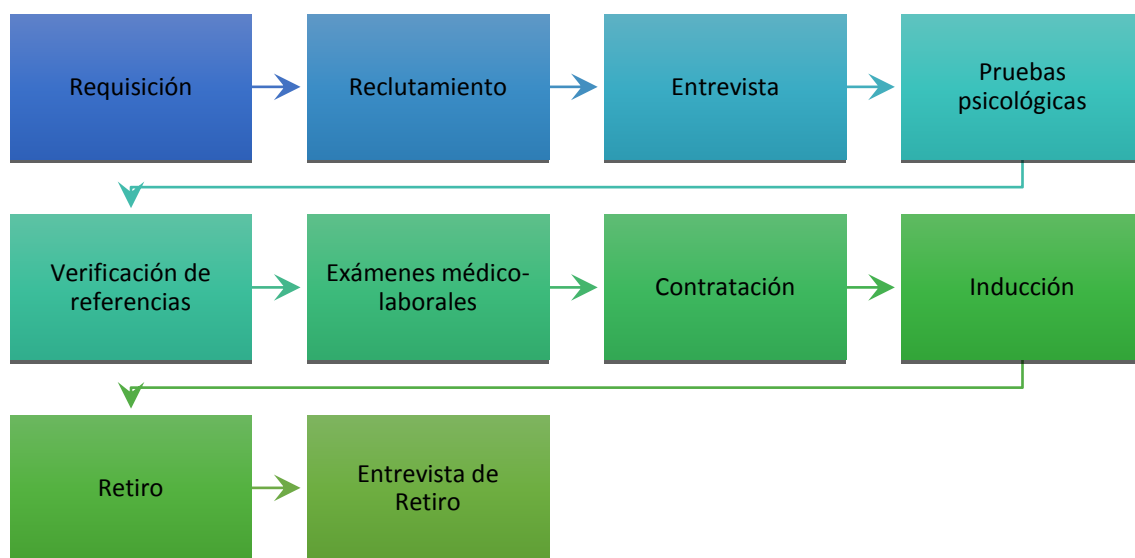 Requisición
Reclutamiento
Entrevista
Pruebas
psicológicas
Verificación de
referencias
Exámenes médico-
laborales
Contratación
Inducción
Retiro
Entrevista de
Retiro